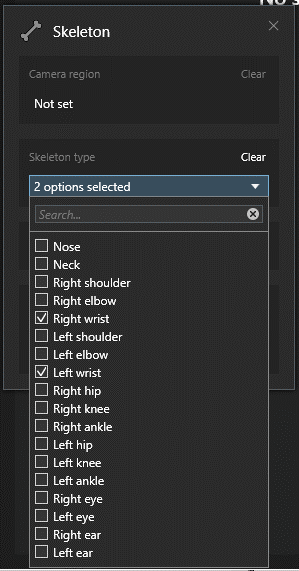 Skeleton
Camera region Clear
Not set
Skeleton type Clear
2 options selected
Search...
Nose
Neck
Right shoulder
Right elbow
Right wrist
Left shoulder
Left elbow
Left wrist
Right hip
Right knee
Right ankle
Left hip
Left knee
Left ankle
Right eye
Left eye
Right ear
Left ear